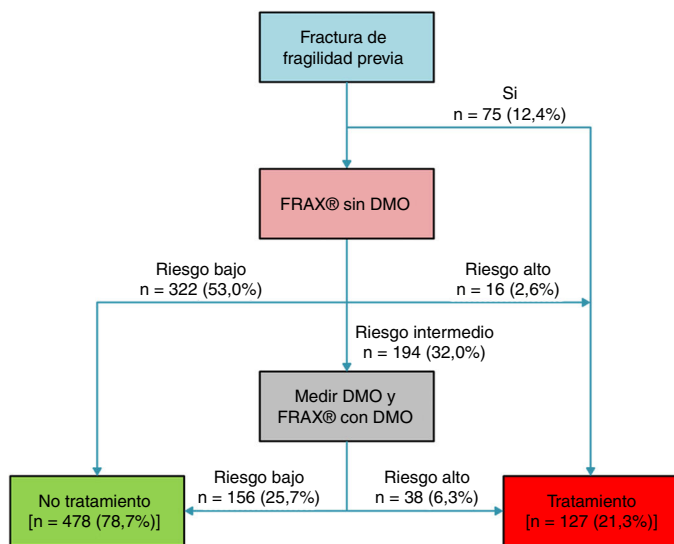 Fractura de
fragilidad previa
Si
n = 75 (12,4%)
FRAX® sin DMO
Riesgo bajo
n = 322 (53,0%)
Riesgo alto
n = 16 (2,6%)
Riesgo intermedio
n = 194 (32,0%)
Medir DMO y
FRAX® con DMO
Riesgo bajo
n = 156 (25,7%)
Riesgo alto
n = 38 (6,3%)
No tratamiento
[n = 478 (78,7%)]
Tratamiento
[n = 127 (21,3%)]